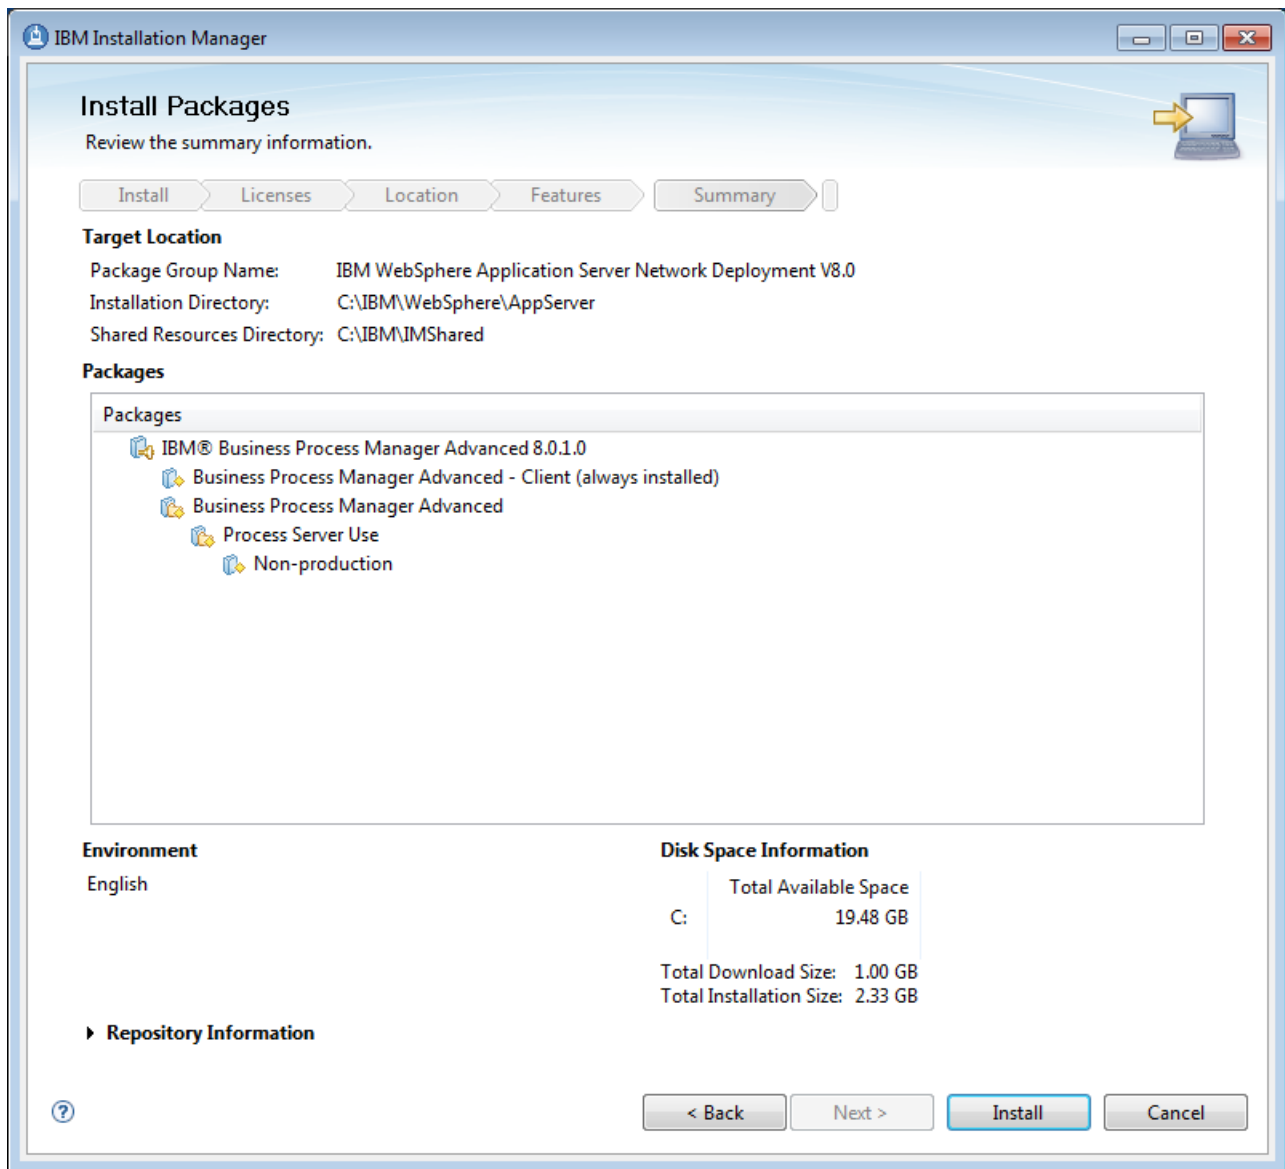 IBM Installation Manager
Install Packages
Review the summary information.
Install Licenses Location Features Summary
Target Location
Package Group Name: IBM WebSphere Application Server Network Deployment V8.0
Installation Directory: C:\IBM\WebSphere\AppServer
Shared Resources Directory: C:\IBM\IMShared
Packages
Packages
IBM® Business Process Manager Advanced 8.0.1.0
Business Process Manager Advanced - Client (always installed)
Business Process Manager Advanced
Process Server Use
Non-production
Environment
English
Disk Space Information
Total Available Space
C: 19.48 GB
Total Download Size: 1.00 GB
Total Installation Size: 2.33 GB
Repository Information
? < Back Next > Install Cancel